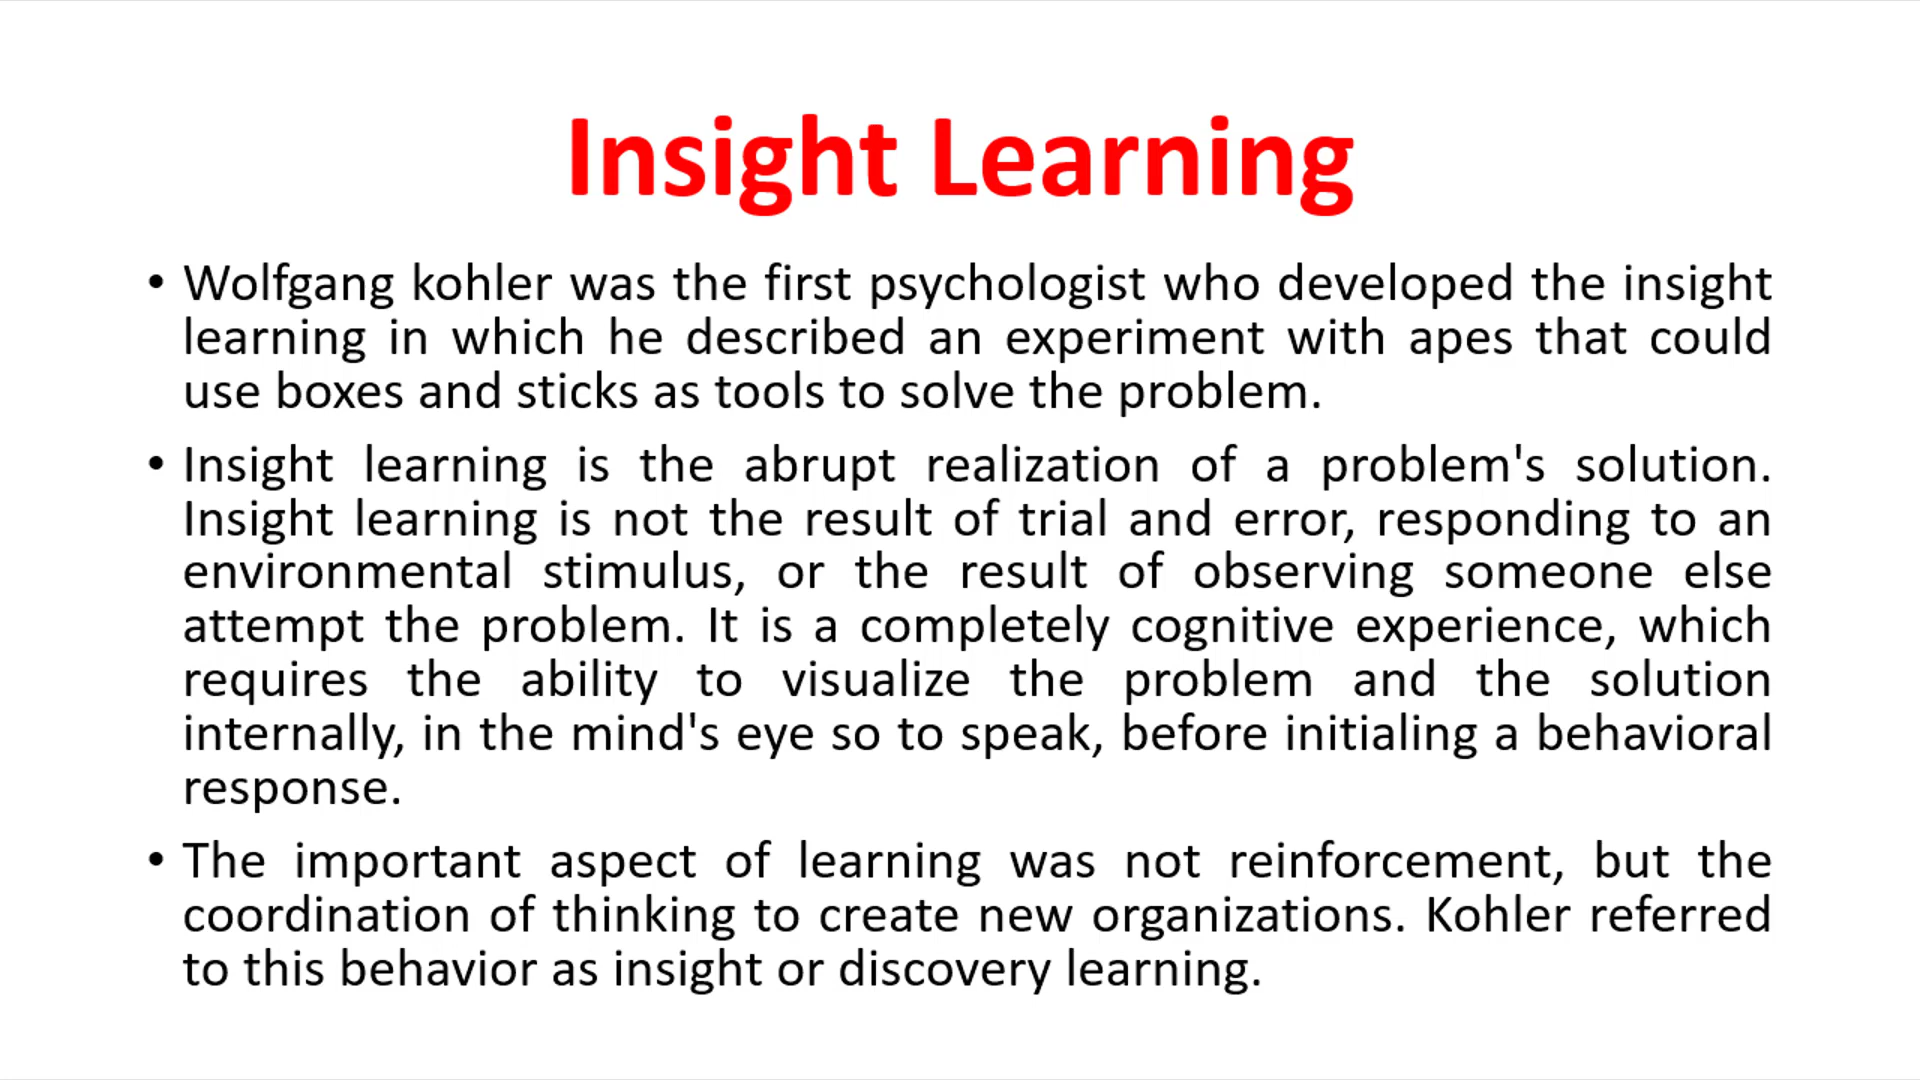 Insight Learning
• Wolfgang kohler was the first psychologist who developed the insight
learning in which he described an experiment with apes that could
use boxes and sticks as tools to solve the problem.
• Insight learning is the abrupt realization of a problem's solution.
Insight learning is not the result of trial and error, responding to an
environmental stimulus, or the result of observing someone else
attempt the problem. It is a completely cognitive experience, which
requires the ability to visualize the problem and the solution
internally, in the mind's eye so to speak, before initialing a behavioral
response.
• The important aspect of learning was not reinforcement, but the
coordination of thinking to create new organizations. Kohler referred
to this behavior as insight or discovery learning.